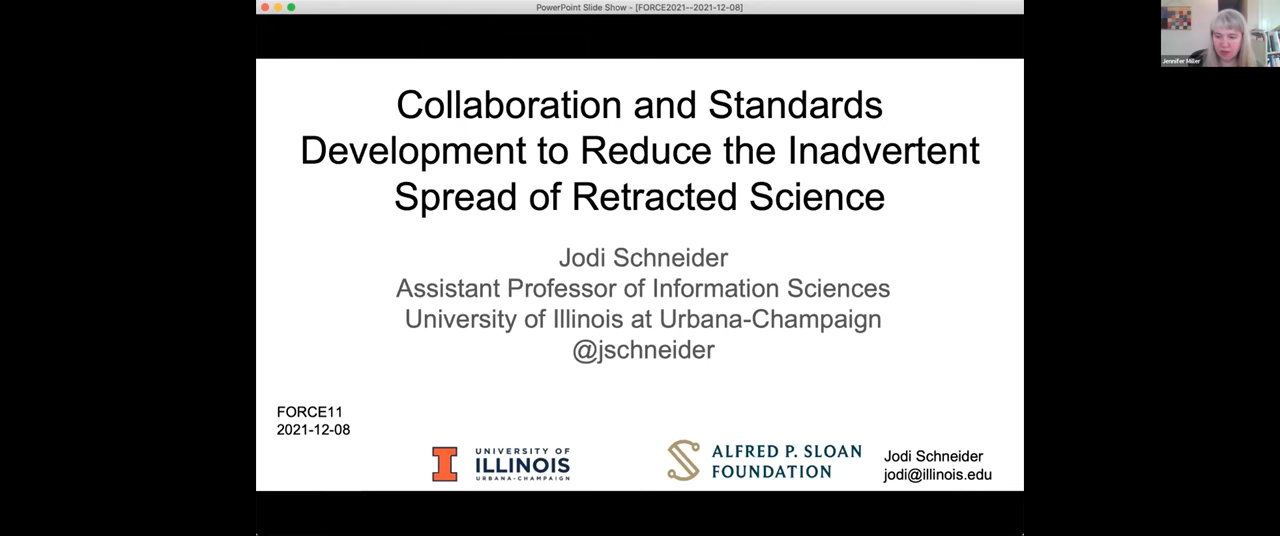 PowerPoint Slide Show - [FORCE2021--2021-12-08]
Jennifer Miller
Collaboration and Standards
Development to Reduce the Inadvertent
Spread of Retracted Science
Jodi Schneider
Assistant Professor of Information Sciences
University of Illinois at Urbana-Champaign
@jschneider
FORCE11
2021-12-08
I
UNIVERSITY OF
ILLINOIS
URBANA-CHAMPAIGN
ALFRED P. SLOAN
FOUNDATION
Jodi Schneider
jodi@illinois.edu